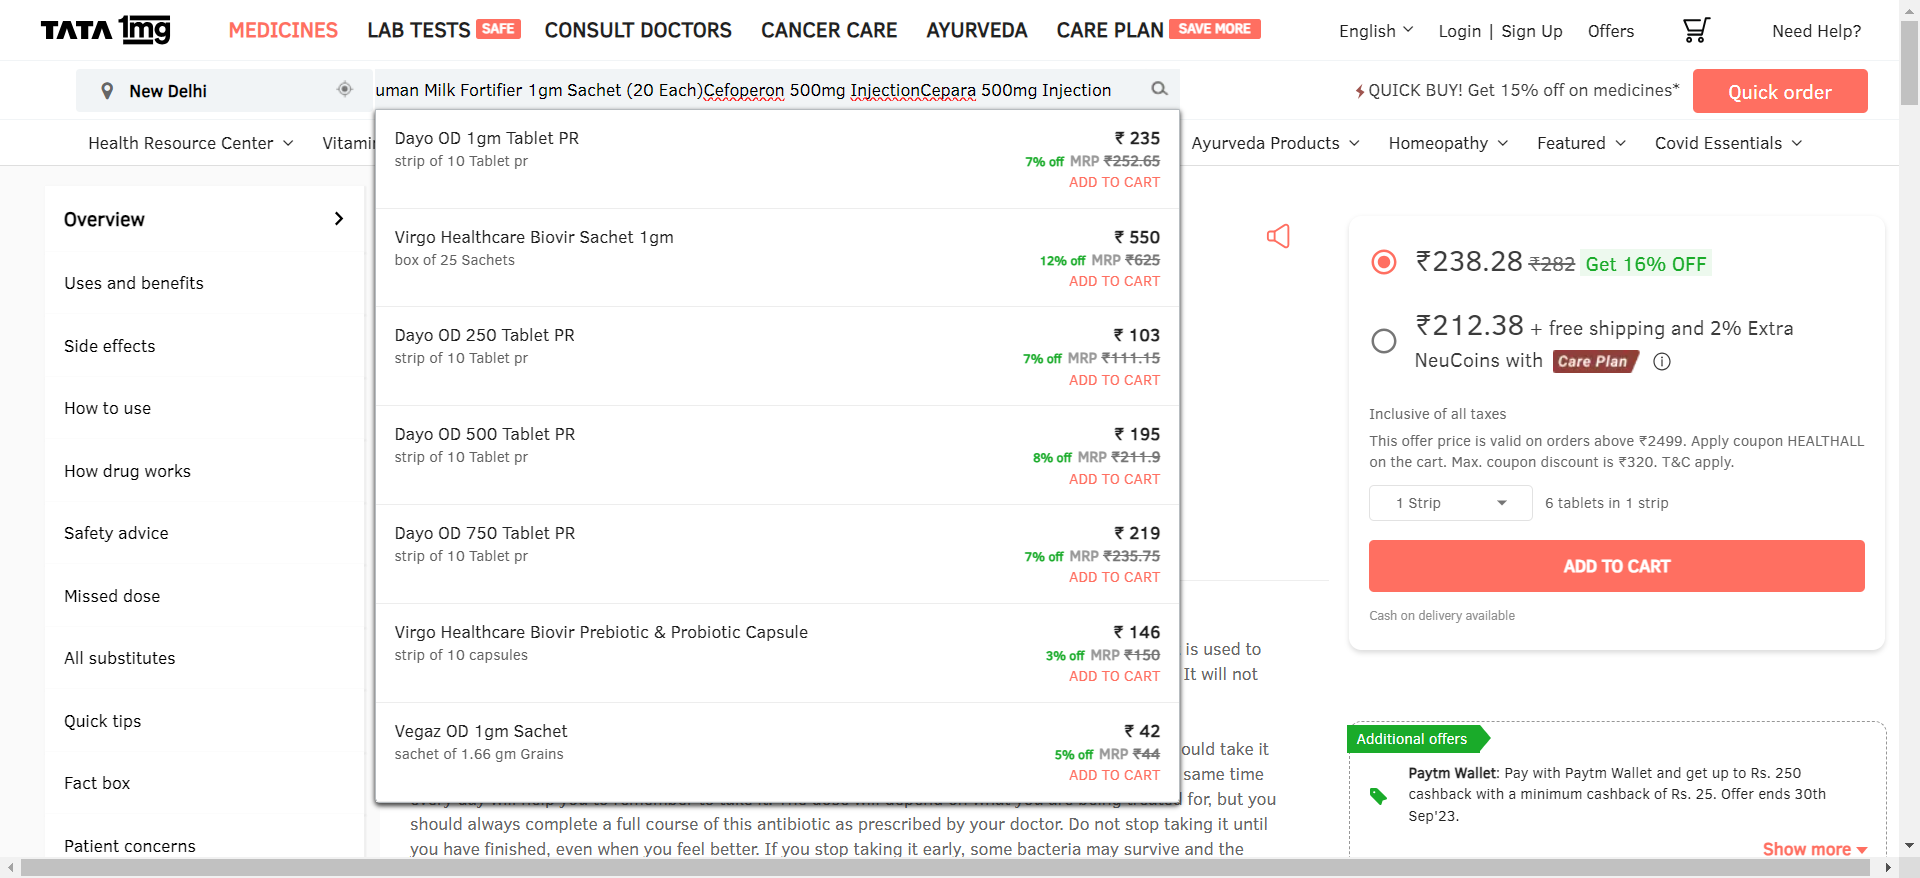 TATA 1mg
MEDICINES
LAB TESTS SAFE
CONSULT DOCTORS
CANCER CARE
AYURVEDA
CARE PLAN SAVE MORE
English
Login | Sign Up
Offers
Need Help?
New Delhi
uman Milk Fortifier 1gm Sachet (20 Each)Cefoperon 500mg InjectionCepara 500mg Injection
QUICK BUY! Get 15% off on medicines*
Quick order
Health Resource Center
Vitami
Ayurveda Products
Homeopathy
Featured
Covid Essentials
Overview
Uses and benefits
Side effects
How to use
How drug works
Safety advice
Missed dose
All substitutes
Quick tips
Fact box
Patient concerns
Dayo OD 1gm Tablet PR ₹ 235
strip of 10 Tablet pr 7% off MRP ₹252.65
ADD TO CART
Virgo Healthcare Biovir Sachet 1gm ₹ 550
box of 25 Sachets 12% off MRP ₹625
ADD TO CART
Dayo OD 250 Tablet PR ₹ 103
strip of 10 Tablet pr 7% off MRP ₹111.15
ADD TO CART
Dayo OD 500 Tablet PR ₹ 195
strip of 10 Tablet pr 8% off MRP ₹211.9
ADD TO CART
Dayo OD 750 Tablet PR ₹ 219
strip of 10 Tablet pr 7% off MRP ₹235.75
ADD TO CART
Virgo Healthcare Biovir Prebiotic & Probiotic Capsule ₹ 146
strip of 10 capsules 3% off MRP ₹150
ADD TO CART
Vegaz OD 1gm Sachet ₹ 42
sachet of 1.66 gm Grains 5% off MRP ₹44
ADD TO CART
is used to
It will not
ould take it
same time
for, but you
should always complete a full course of this antibiotic as prescribed by your doctor. Do not stop taking it until
you have finished, even when you feel better. If you stop taking it early, some bacteria may survive and the
₹238.28 ₹282 Get 16% OFF
₹212.38 + free shipping and 2% Extra
NeuCoins with Care Plan
Inclusive of all taxes
This offer price is valid on orders above ₹2499. Apply coupon HEALTHALL
on the cart. Max. coupon discount is ₹320. T&C apply.
1 Strip 6 tablets in 1 strip
ADD TO CART
Cash on delivery available
Additional offers
Paytm Wallet: Pay with Paytm Wallet and get up to Rs. 250
cashback with a minimum cashback of Rs. 25. Offer ends 30th
Sep'23.
Show more